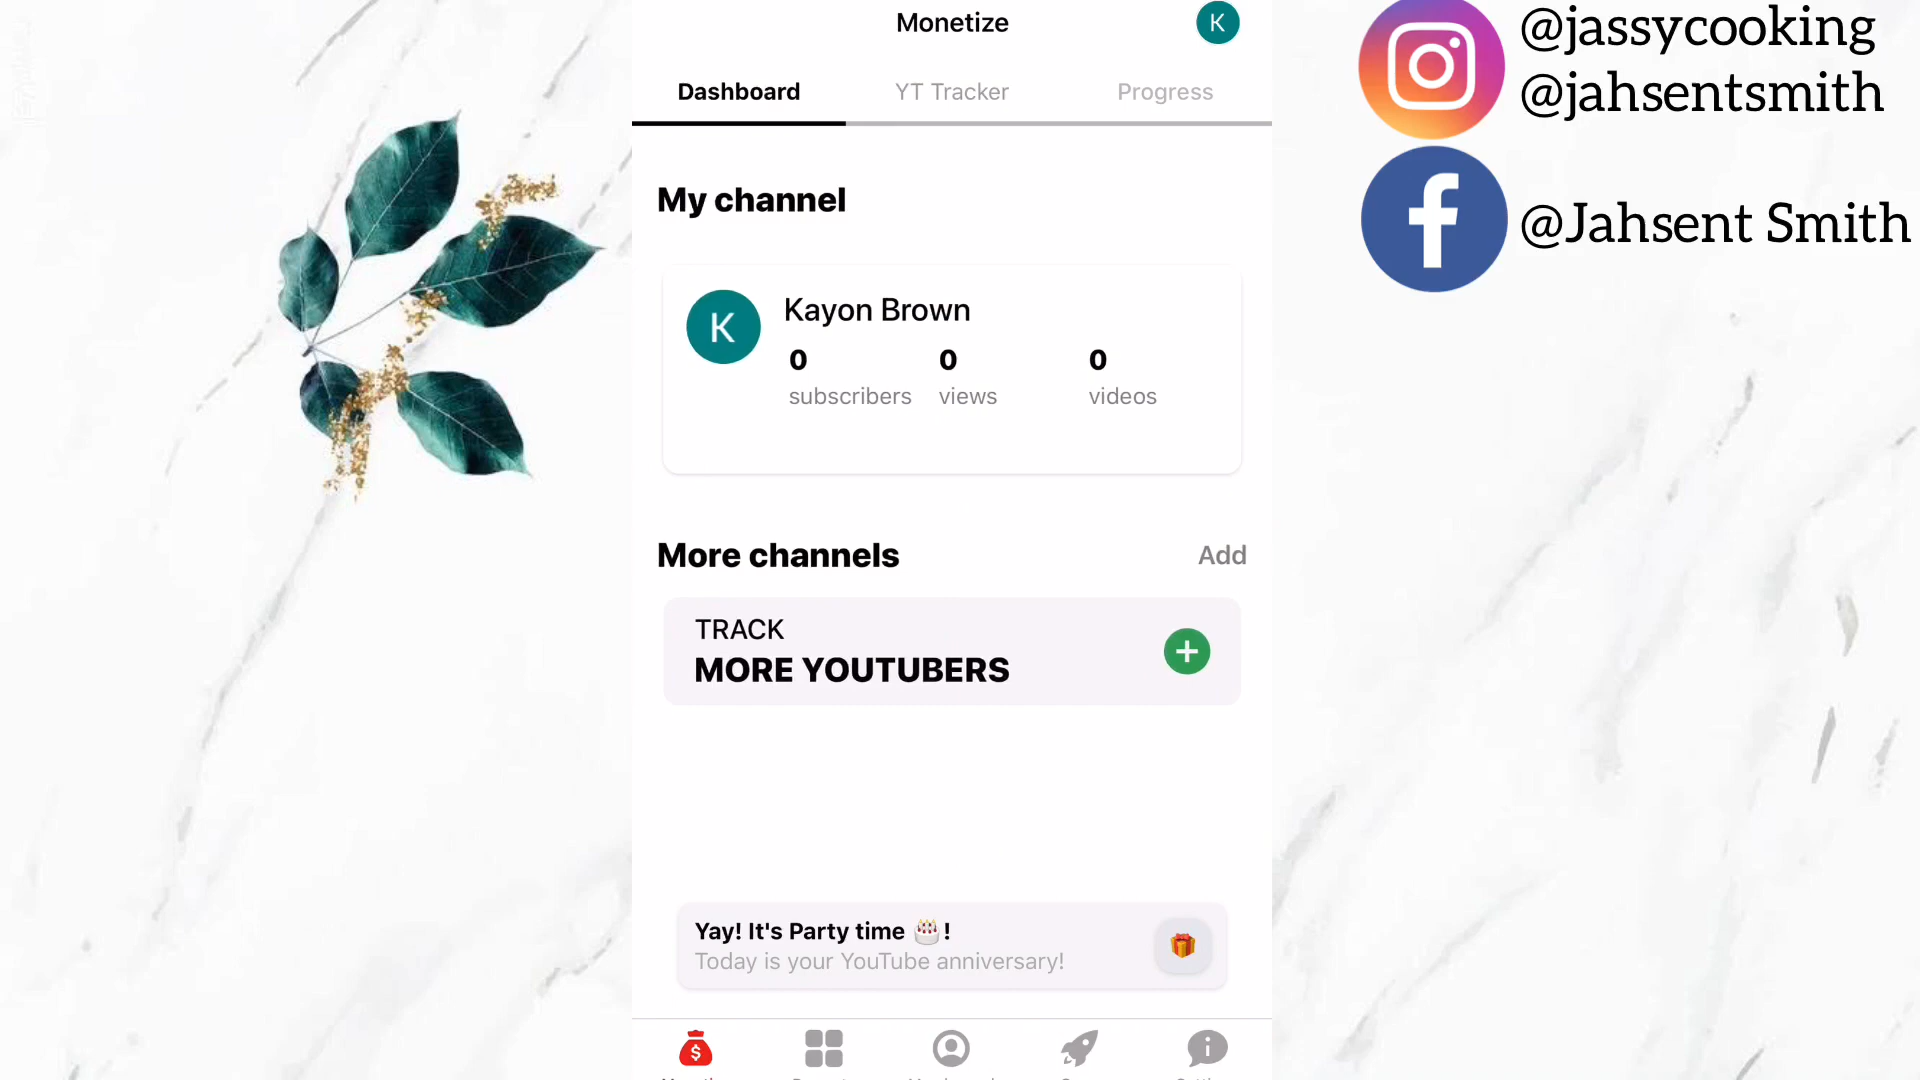 Monetize
K
Dashboard
YT Tracker
Progress
My channel
K
Kayon Brown
0
0
0
subscribers
views
videos
More channels
Add
TRACK
MORE YOUTUBERS
Yay! It's Party time 🎂!
Today is your YouTube anniversary!
@jassycooking
@jahsentsmith
@Jahsent Smith